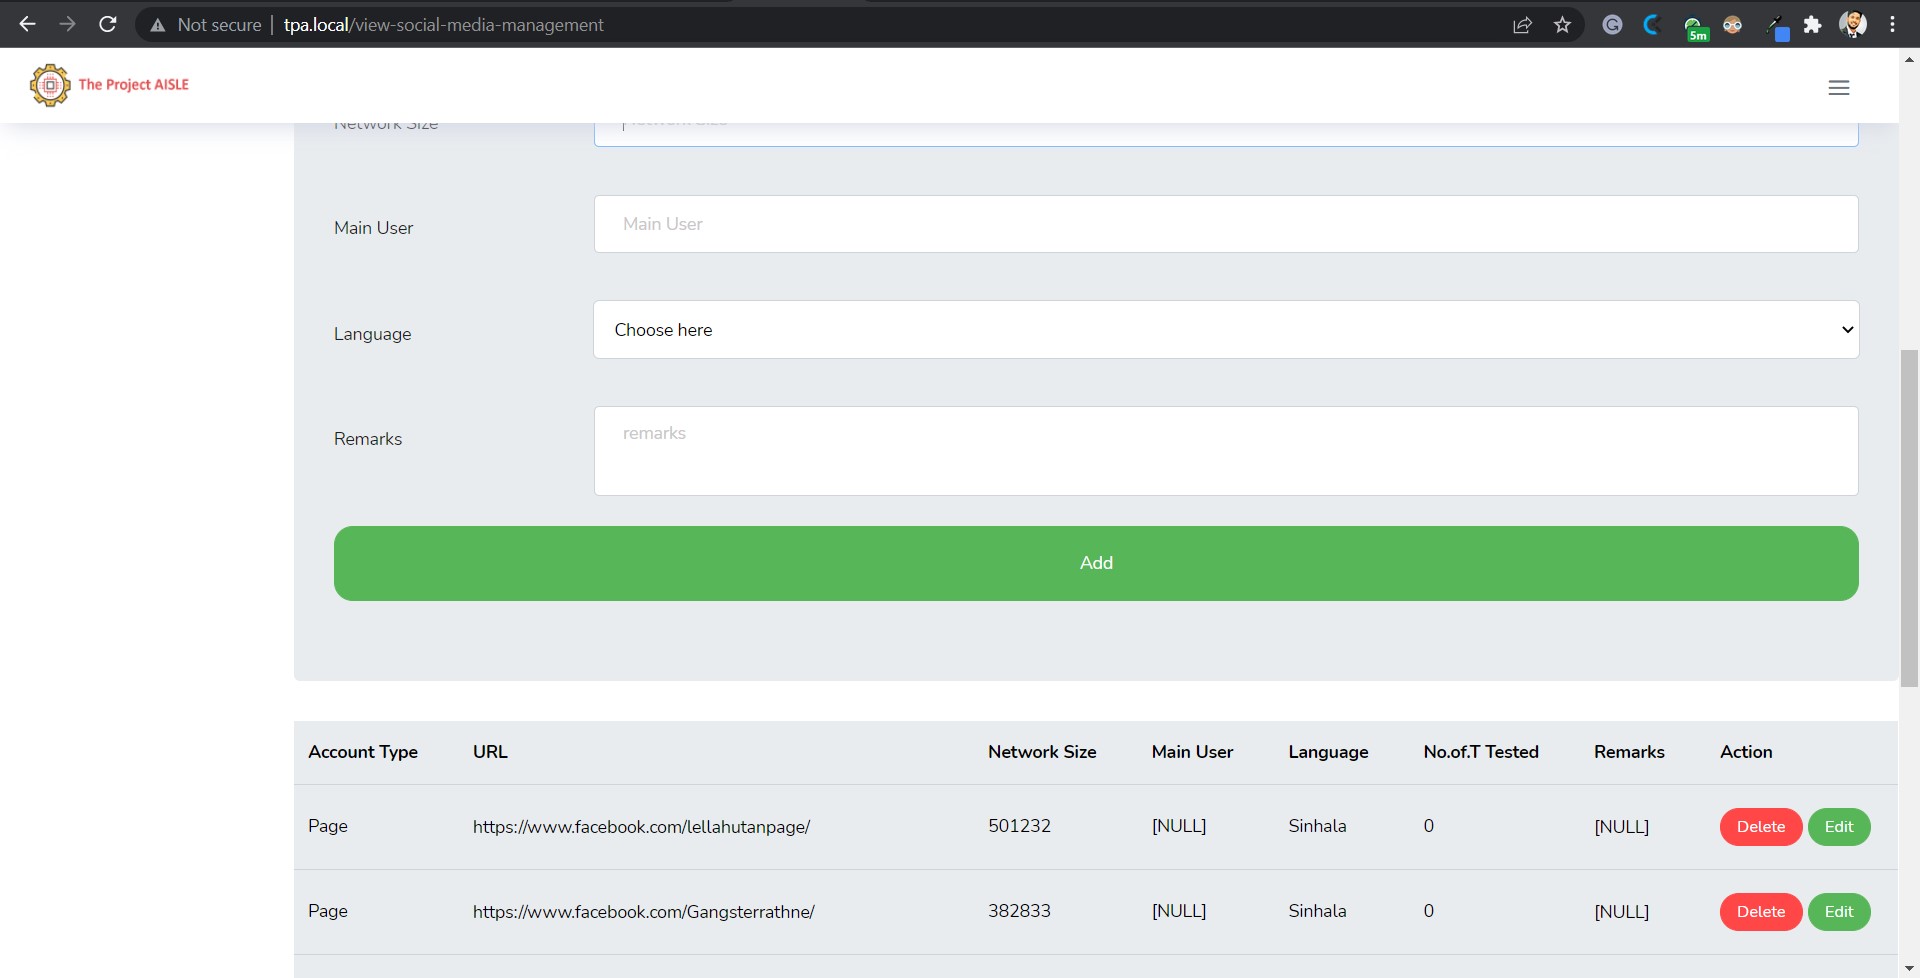 Not secure | tpa.local/view-social-media-management
5m
The Project AISLE
Network Size
Network Size
Main User
Main User
Language
Choose here
Remarks
remarks
Add
Account Type URL Network Size Main User Language No.of.T Tested Remarks Action
Page https://www.facebook.com/lellahutanpage/ 501232 [NULL] Sinhala 0 [NULL] Delete Edit
Page https://www.facebook.com/Gangsterrathne/ 382833 [NULL] Sinhala 0 [NULL] Delete Edit